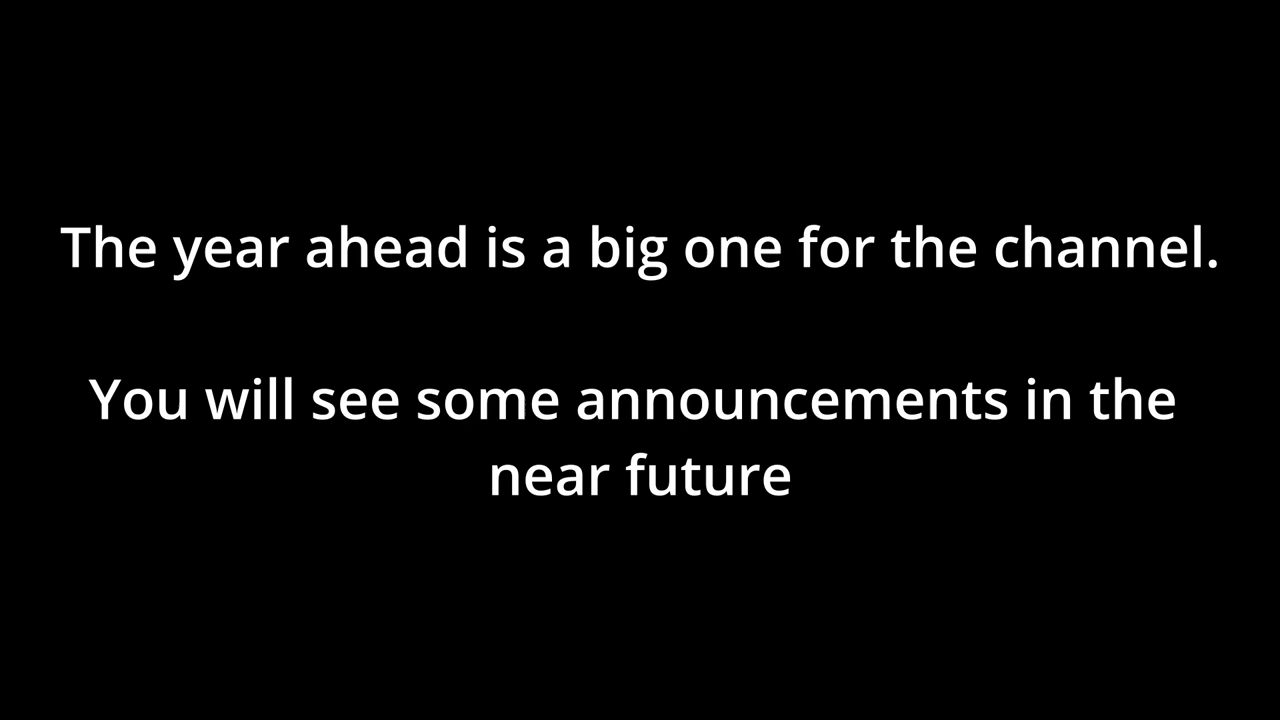 The year ahead is a big one for the channel.
You will see some announcements in the
near future